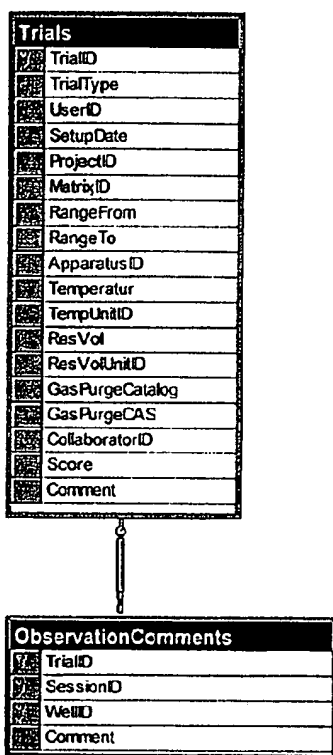 Trials
TrialID
TrialType
UserID
SetupDate
ProjectID
MatrixID
RangeFrom
RangeTo
ApparatusID
Temperatur
TempUnitID
ResVol
ResVolUnitID
GasPurgeCatalog
GasPurgeCAS
CollaboratorID
Score
Comment
ObservationComments
TrialID
SessionID
WellID
Comment